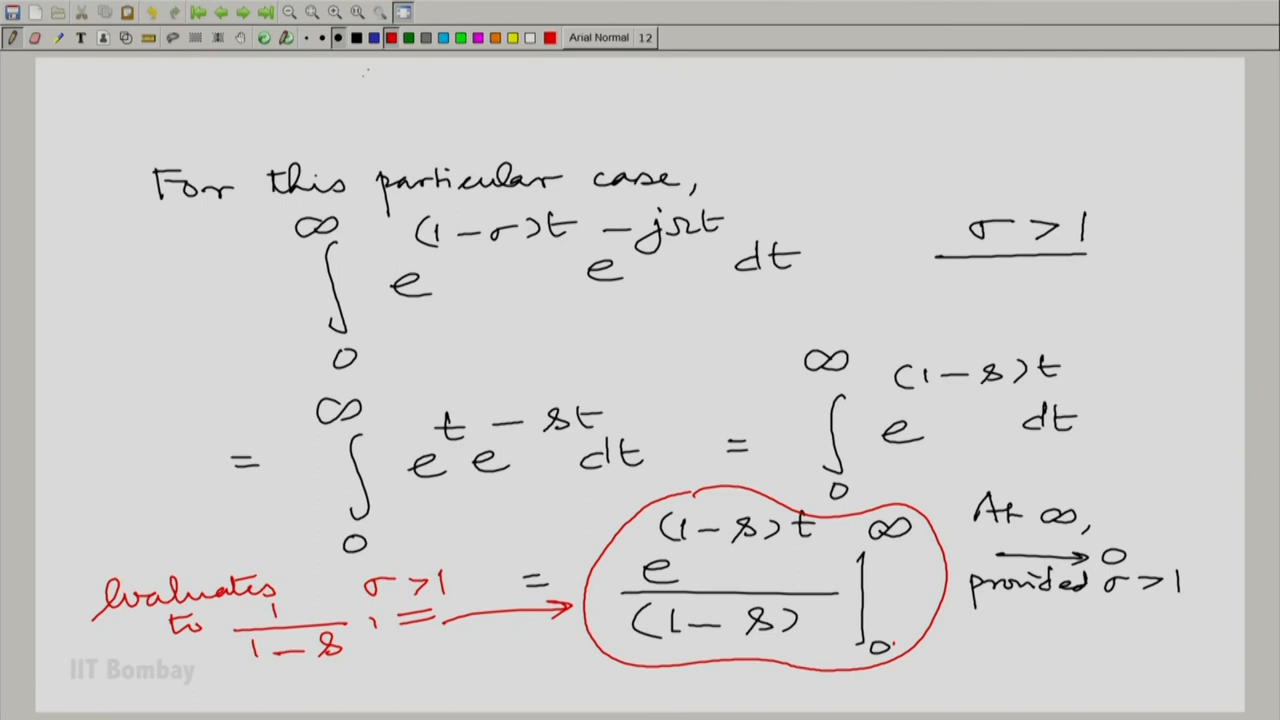 Arial Normal 12
For this particular case,
∫₀^∞ e^{(1-σ)t} e^{-jΩt} dt    σ > 1
= ∫₀^∞ e^t e^{-st} dt = ∫₀^∞ e^{(1-s)t} dt
= e^{(1-s)t} / (1-s) |₀^∞
At ∞,
→ 0
provided σ > 1
Evaluates
to 1/(1-s), σ > 1
IIT Bombay